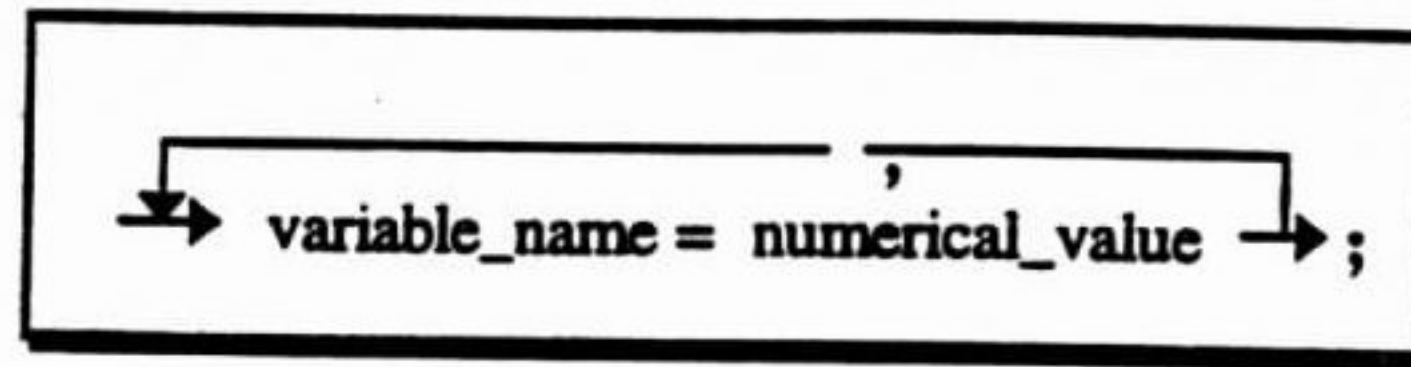 ,
variable_name = numerical_value ;